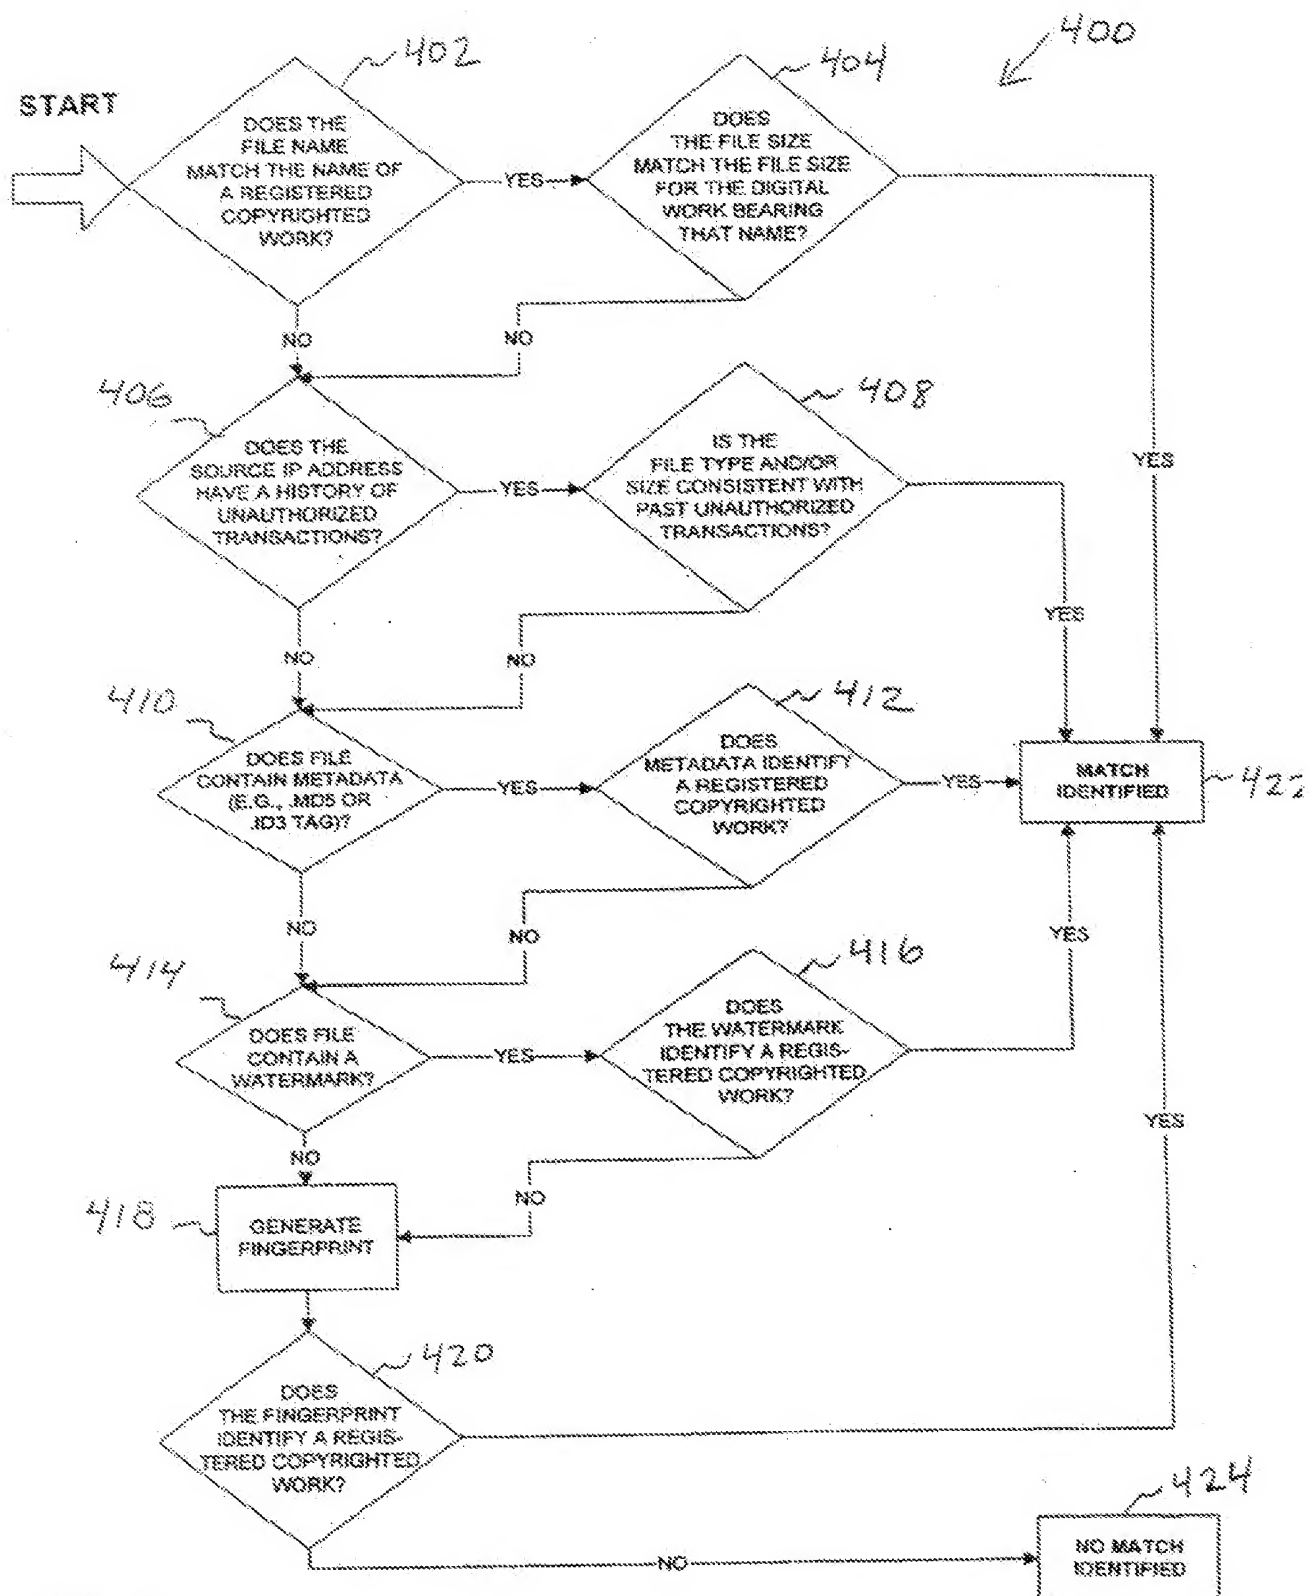 400
402
404
START
DOES THE
FILE NAME
MATCH THE NAME OF
A REGISTERED
COPYRIGHTED
WORK?
YES
DOES
THE FILE SIZE
MATCH THE FILE SIZE
FOR THE DIGITAL
WORK BEARING
THAT NAME?
YES
NO
NO
406
408
DOES THE
SOURCE IP ADDRESS
HAVE A HISTORY OF
UNAUTHORIZED
TRANSACTIONS?
YES
IS THE
FILE TYPE AND/OR
SIZE CONSISTENT WITH
PAST UNAUTHORIZED
TRANSACTIONS?
YES
NO
NO
410
412
DOES FILE
CONTAIN METADATA
(E.G., .MD5 OR
.ID3 TAG)?
YES
DOES
METADATA IDENTIFY
A REGISTERED
COPYRIGHTED
WORK?
YES
MATCH
IDENTIFIED
422
NO
NO
YES
414
416
DOES FILE
CONTAIN A
WATERMARK?
YES
DOES
THE WATERMARK
IDENTIFY A REGIS-
TERED COPYRIGHTED
WORK?
YES
NO
NO
418
GENERATE
FINGERPRINT
420
DOES
THE FINGERPRINT
IDENTIFY A REGIS-
TERED COPYRIGHTED
WORK?
NO
424
NO MATCH
IDENTIFIED